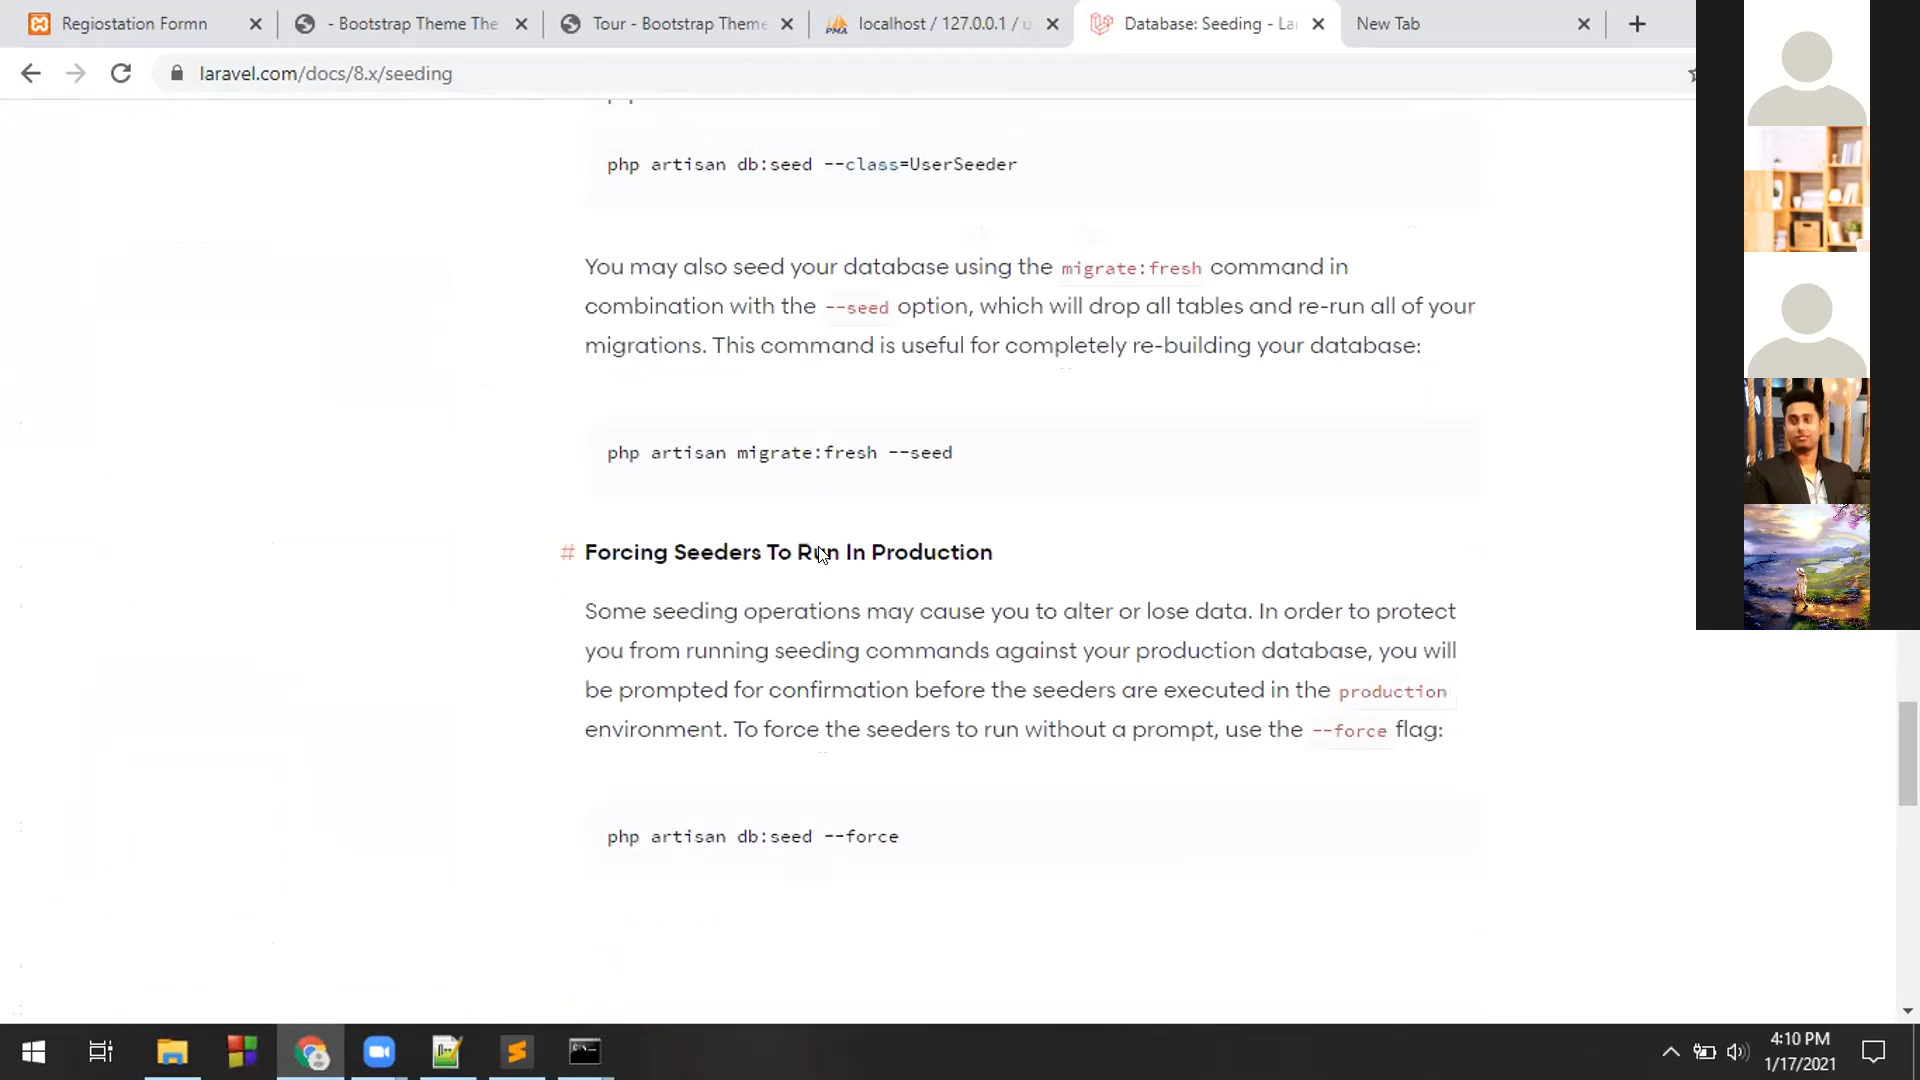 Regiostation Formn
- Bootstrap Theme The
Tour - Bootstrap Theme
localhost / 127.0.0.1 / u
Database: Seeding - La
New Tab
laravel.com/docs/8.x/seeding
php artisan db:seed --class=UserSeeder
You may also seed your database using the migrate:fresh command in
combination with the --seed option, which will drop all tables and re-run all of your
migrations. This command is useful for completely re-building your database:
php artisan migrate:fresh --seed
# Forcing Seeders To Run In Production
Some seeding operations may cause you to alter or lose data. In order to protect
you from running seeding commands against your production database, you will
be prompted for confirmation before the seeders are executed in the production
environment. To force the seeders to run without a prompt, use the --force flag:
php artisan db:seed --force
4:10 PM
1/17/2021